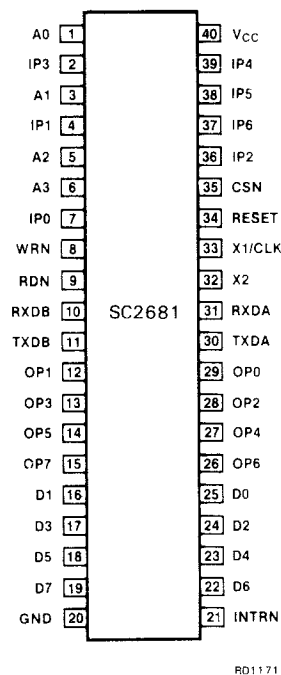 A0 1 40 VCC
IP3 2 39 IP4
A1 3 38 IP5
IP1 4 37 IP6
A2 5 36 IP2
A3 6 35 CSN
IP0 7 34 RESET
WRN 8 33 X1/CLK
RDN 9 32 X2
RXDB 10 SC2681 31 RXDA
TXDB 11 30 TXDA
OP1 12 29 OP0
OP3 13 28 OP2
OP5 14 27 OP4
OP7 15 26 OP6
D1 16 25 D0
D3 17 24 D2
D5 18 23 D4
D7 19 22 D6
GND 20 21 INTRN
RD1171